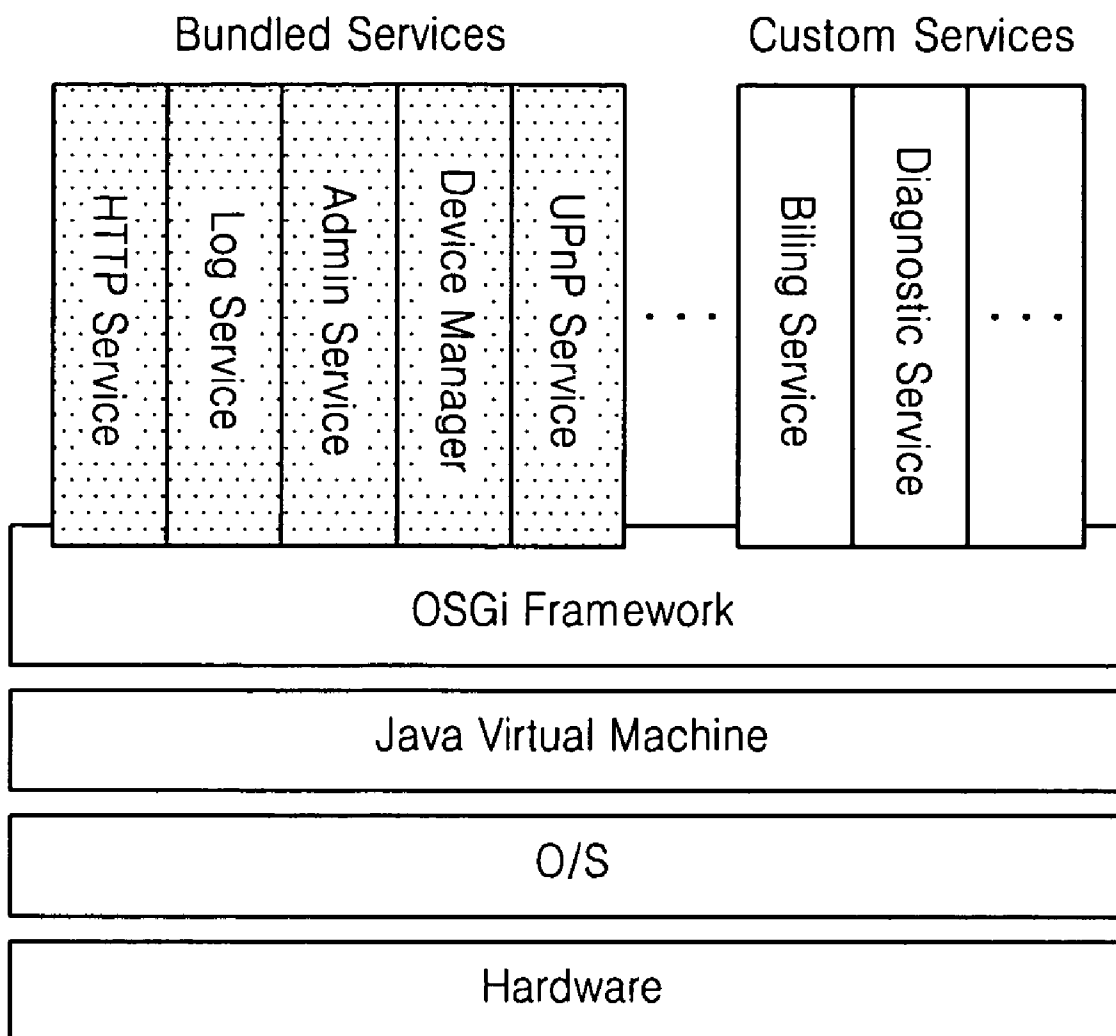 Bundled Services
Custom Services
HTTP Service
Log Service
Admin Service
Device Manager
UPnP Service
. . .
Biling Service
Diagnostic Service
. . .
OSGi Framework
Java Virtual Machine
O/S
Hardware